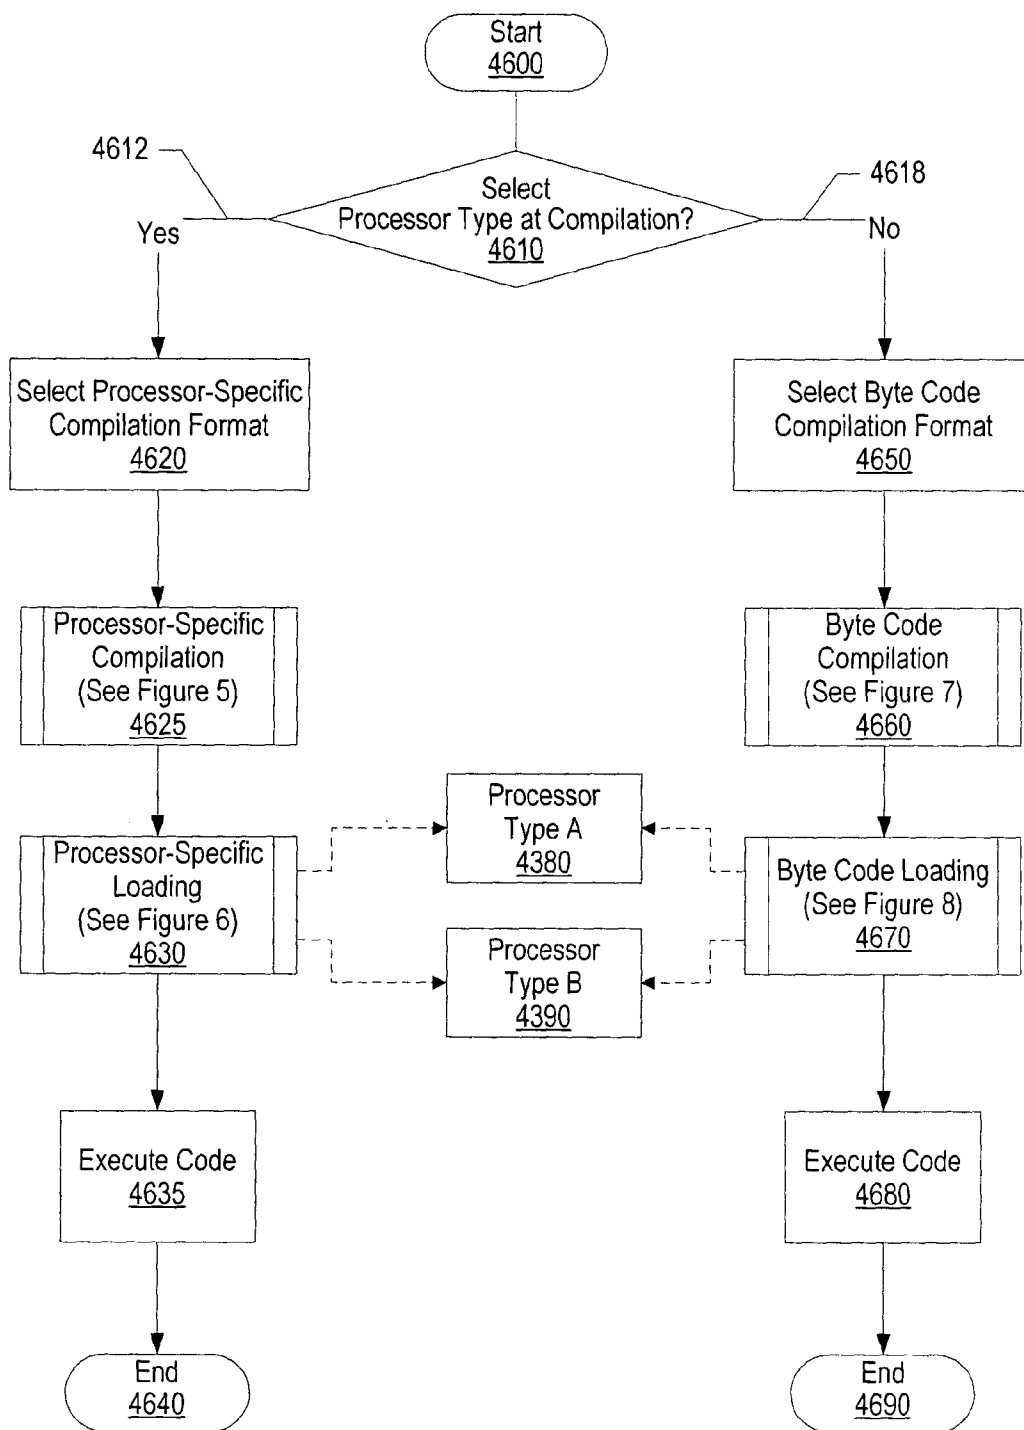 Start
4600
4612
4618
Select
Processor Type at Compilation?
4610
Yes
No
Select Processor-Specific
Compilation Format
4620
Select Byte Code
Compilation Format
4650
Processor-Specific
Compilation
(See Figure 5)
4625
Byte Code
Compilation
(See Figure 7)
4660
Processor
Type A
4380
Processor-Specific
Loading
(See Figure 6)
4630
Byte Code Loading
(See Figure 8)
4670
Processor
Type B
4390
Execute Code
4635
Execute Code
4680
End
4640
End
4690